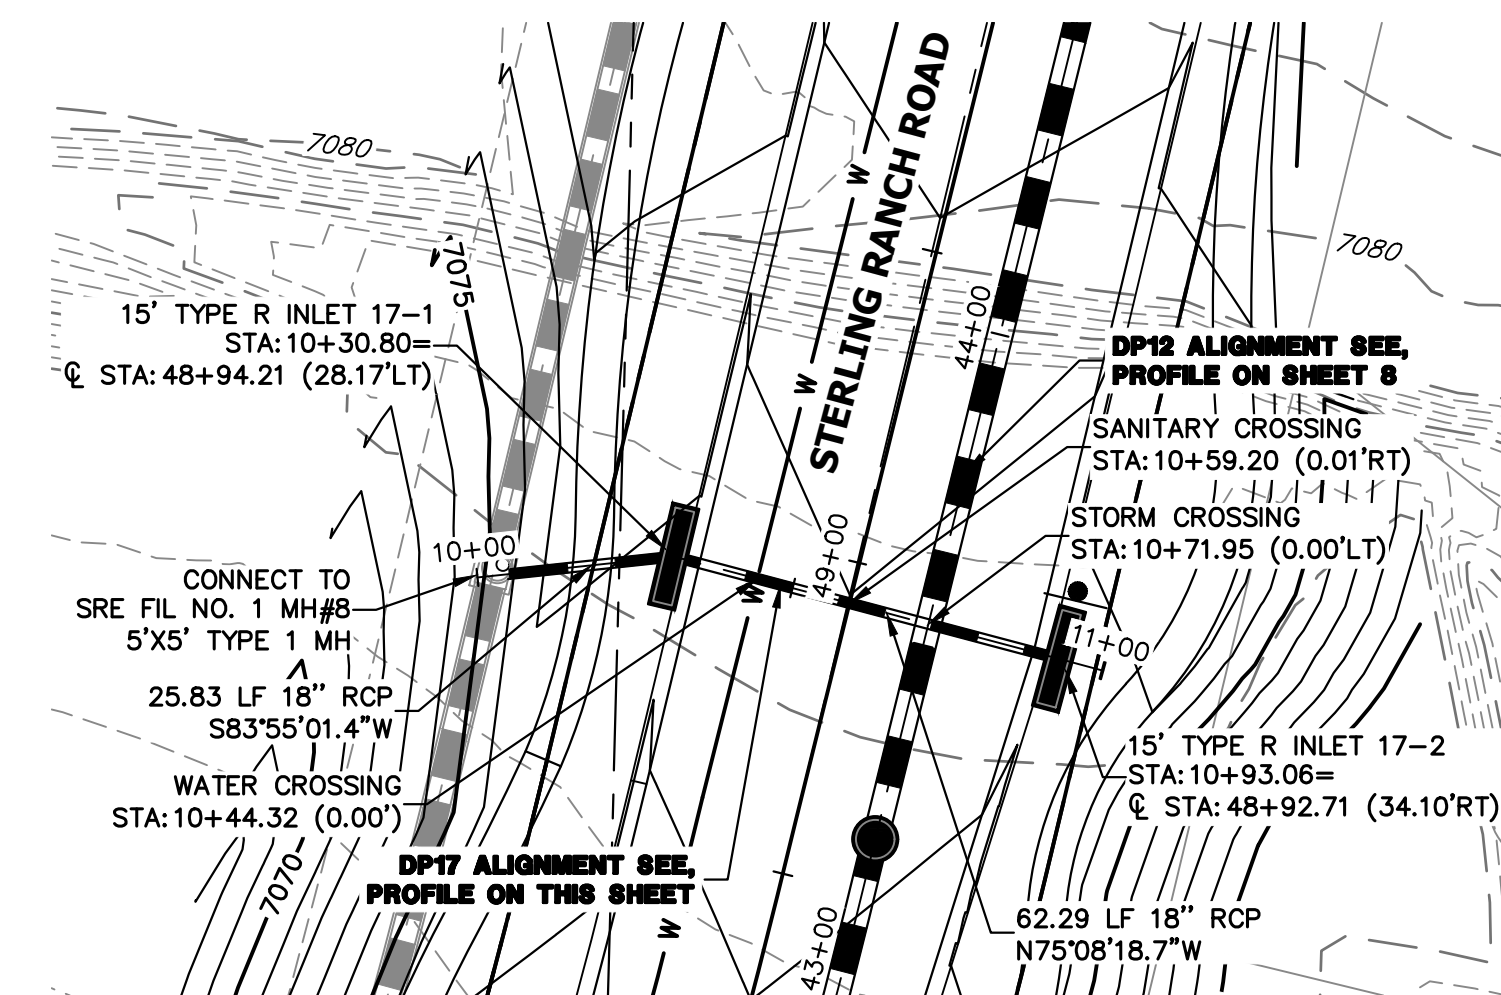 7080
7075
STERLING RANCH ROAD
W
W
7080
15' TYPE R INLET 17-1
STA:10+30.80=
℄ STA:48+94.21 (28.17'LT)
44+00
DP12 ALIGNMENT SEE,
PROFILE ON SHEET 8
SANITARY CROSSING
STA:10+59.20 (0.01'RT)
STORM CROSSING
STA:10+71.95 (0.00'LT)
10+00
49+00
CONNECT TO
SRE FIL NO. 1 MH#8
5'X5' TYPE 1 MH
W
11+00
25.83 LF 18" RCP
S83°55'01.4"W
WATER CROSSING
STA:10+44.32 (0.00')
15' TYPE R INLET 17-2
STA:10+93.06=
℄ STA:48+92.71 (34.10'RT)
7070
DP17 ALIGNMENT SEE,
PROFILE ON THIS SHEET
W
43+00
62.29 LF 18" RCP
N75°08'18.7"W